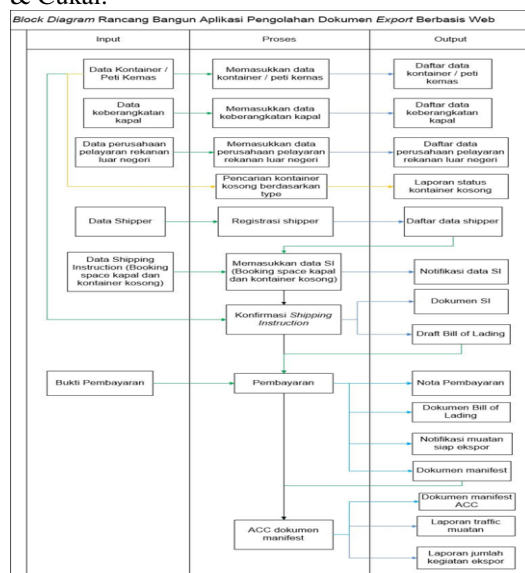 & Cukai.
Block Diagram Rancang Bangun Aplikasi Pengolahan Dokumen Export Berbasis Web
Input
Proses
Output
Data Kontainer /
Peti Kemas
Memasukkan data
kontainer / peti kemas
Daftar data
kontainer / peti
kemas
Data
keberangkatan
kapal
Memasukkan data
keberangkatan kapal
Daftar data
keberangkatan
kapal
Data perusahaan
pelayaran rekanan
luar negeri
Memasukkan data
perusahaan pelayaran
rekanan luar negeri
Daftar data
perusahaan pelayaran
rekanan luar negeri
Pencarian kontainer
kosong berdasarkan
type
Laporan status
kontainer kosong
Data Shipper
Registrasi shipper
Daftar data shipper
Data Shipping
Instruction (Booking
space kapal dan
kontainer kosong)
Memasukkan data SI
(Booking space kapal
dan kontainer kosong)
Notifikasi data SI
Konfirmasi Shipping
Instruction
Dokumen SI
Draft Bill of Lading
Bukti Pembayaran
Pembayaran
Nota Pembayaran
Dokumen Bill of
Lading
Notifikasi muatan
siap ekspor
Dokumen manifest
ACC dokumen
manifest
Dokumen manifest
ACC
Laporan traffic
muatan
Laporan jumlah
kegiatan ekspor